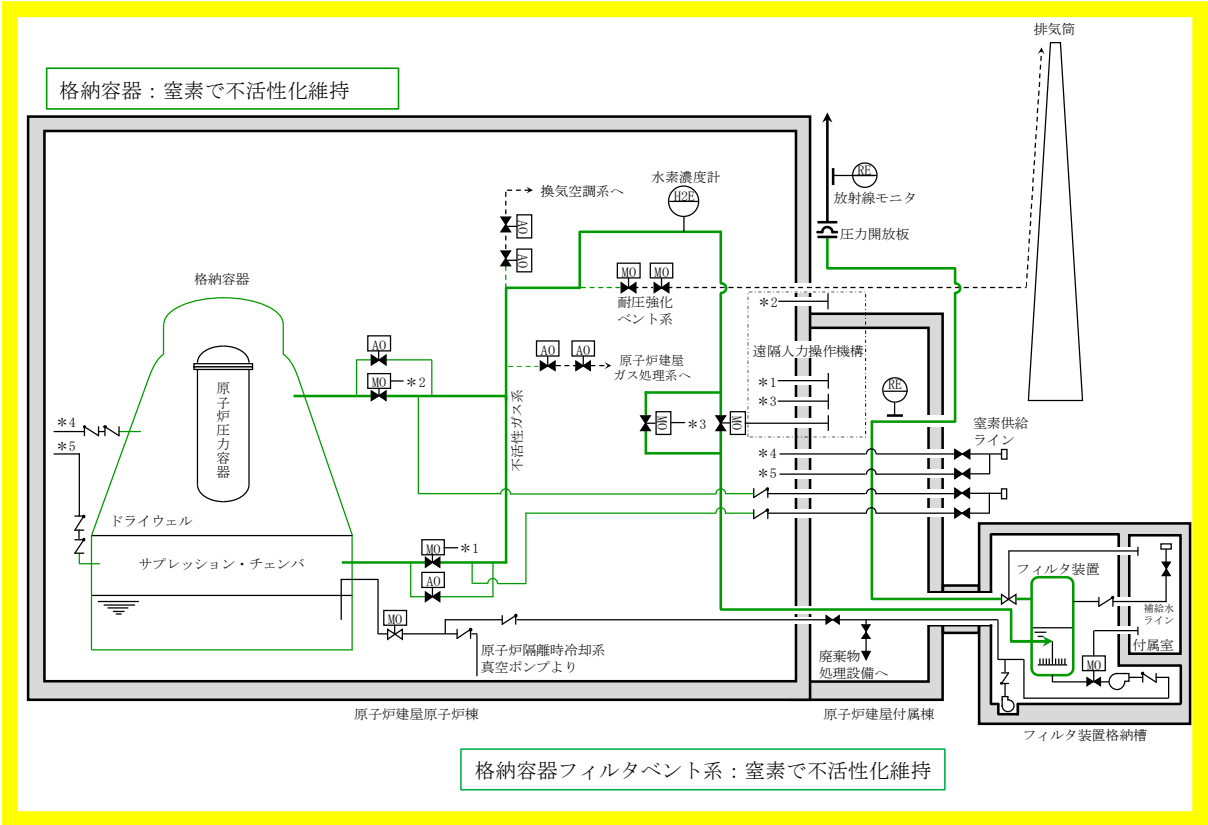 排気筒
格納容器：窒素で不活性化維持
水素濃度計
H2E
RE
放射線モニタ
換気空調系へ
AO
AO
圧力開放板
格納容器
MO
MO
耐圧強化
ベント系
＊2
遠隔人力操作機構
AO
AO
AO
原子炉建屋
ガス処理系へ
MO
＊2
＊1
RE
＊3
原子炉圧力容器
不活性ガス系
MO
＊3
MO
窒素供給
ライン
＊4
＊5
＊4
＊5
ドライウェル
サプレッション・チェンバ
MO
＊1
AO
フィルタ装置
MO
補給水
ライン
付属室
原子炉隔離時冷却系
真空ポンプより
廃棄物
処理設備へ
MO
原子炉建屋原子炉棟
原子炉建屋付属棟
フィルタ装置格納槽
格納容器フィルタベント系：窒素で不活性化維持